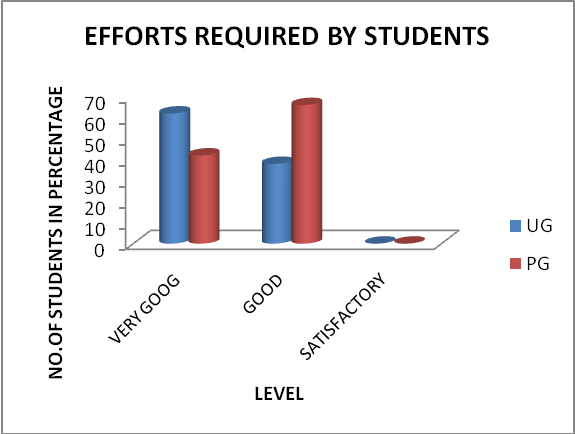 EFFORTS REQUIRED BY STUDENTS
NO.OF STUDENTS IN PERCENTAGE
70
60
50
40
30
20
10
0
VERY GOOG
GOOD
SATISFACTORY
LEVEL
UG
PG